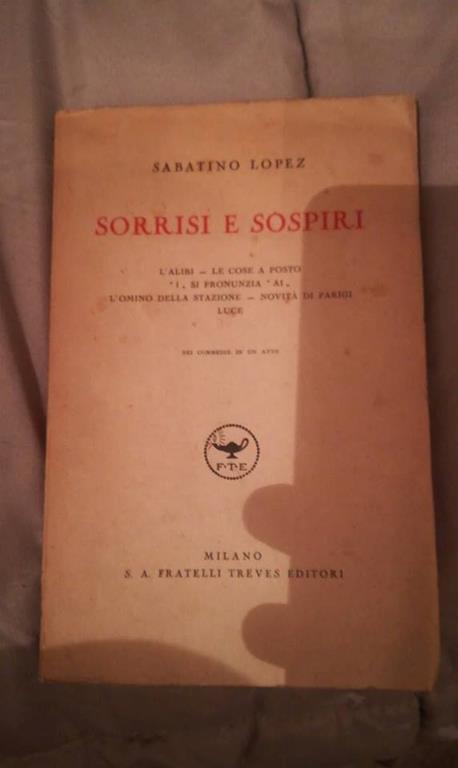 SABATINO LOPEZ
SORRISI E SOSPIRI
L'ALIBI – LE COSE A POSTO
"I„ SI PRONUNZIA "AI„
L'OMINO DELLA STAZIONE – NOVITÀ DI PARIGI
LUCE
SEI COMMEDIE IN UN ATTO
F·T·E
MILANO
S. A. FRATELLI TREVES EDITORI